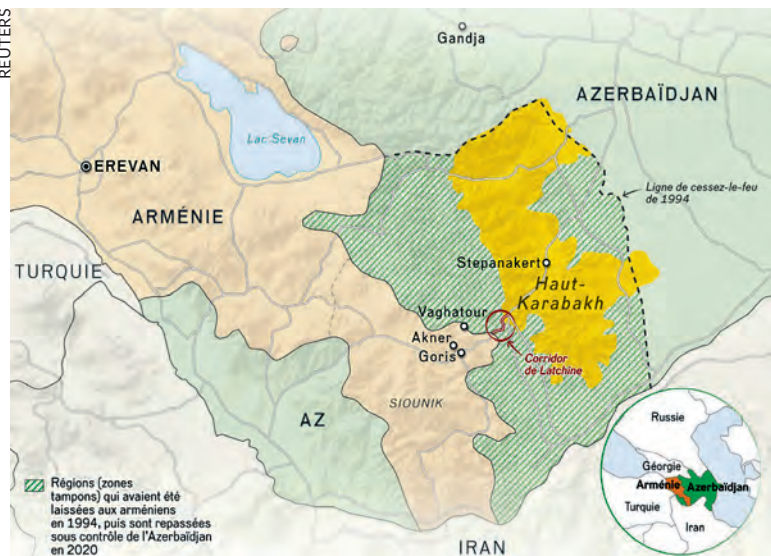 REUTERS
Gandja
AZERBAÏDJAN
Lac Sevan
EREVAN
Ligne de cessez-le-feu
de 1994
ARMÉNIE
TURQUIE
Stepanakert
Haut-
Karabakh
Vaghatour
Akner
Goris
Corridor
de Latchine
SIOUNIK
AZ
Régions (zones
tampons) qui avaient été
laissées aux arméniens
en 1994, puis sont repassées
sous contrôle de l'Azerbaïdjan
en 2020
IRAN
Russie
Géorgie
Arménie
Azerbaïdjan
Turquie
Iran